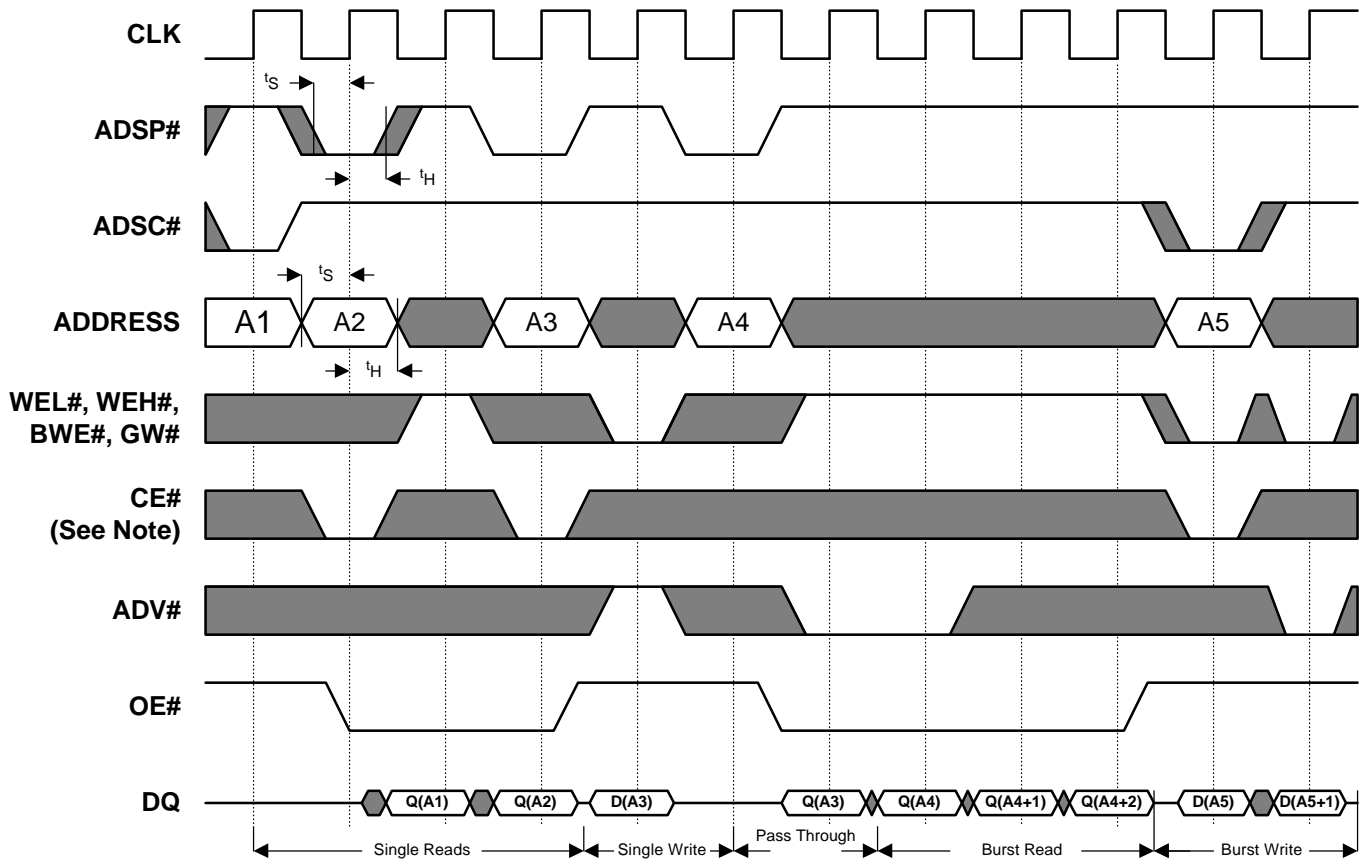 CLK
tS
ADSP#
tH
ADSC#
tS
ADDRESS
A1
A2
A3
A4
A5
tH
WEL#, WEH#,
BWE#, GW#
CE#
(See Note)
ADV#
OE#
DQ
Q(A1)
Q(A2)
D(A3)
Q(A3)
Q(A4)
Q(A4+1)
Q(A4+2)
D(A5)
D(A5+1)
Single Reads
Single Write
Pass Through
Burst Read
Burst Write